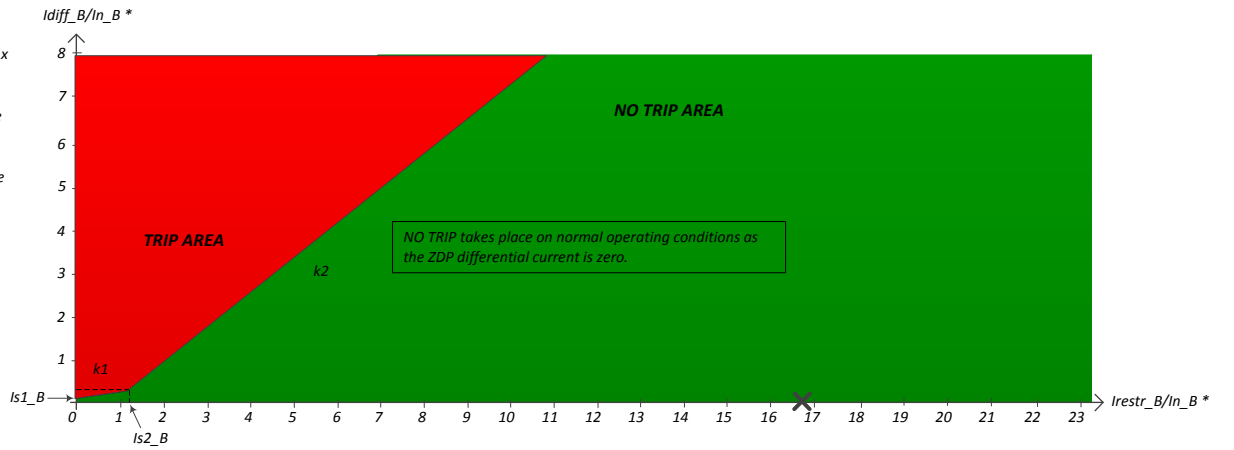 Idiff_B/In_B *
x
8
7
NO TRIP AREA
6
e
5
4
TRIP AREA
NO TRIP takes place on normal operating conditions as
the ZDP differential current is zero.
3
k2
2
1
k1
Is1_B
0 1 2 3 4 5 6 7 8 9 10 11 12 13 14 15 16 17 18 19 20 21 22 23
Irestr_B/In_B *
Is2_B